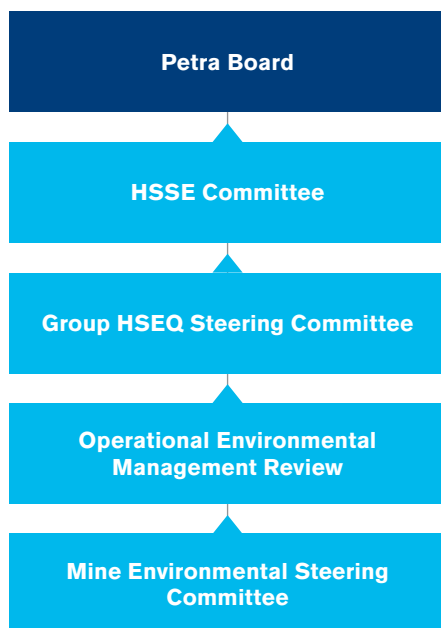 Petra Board
HSSE Committee
Group HSEQ Steering Committee
Operational Environmental
Management Review
Mine Environmental Steering
Committee